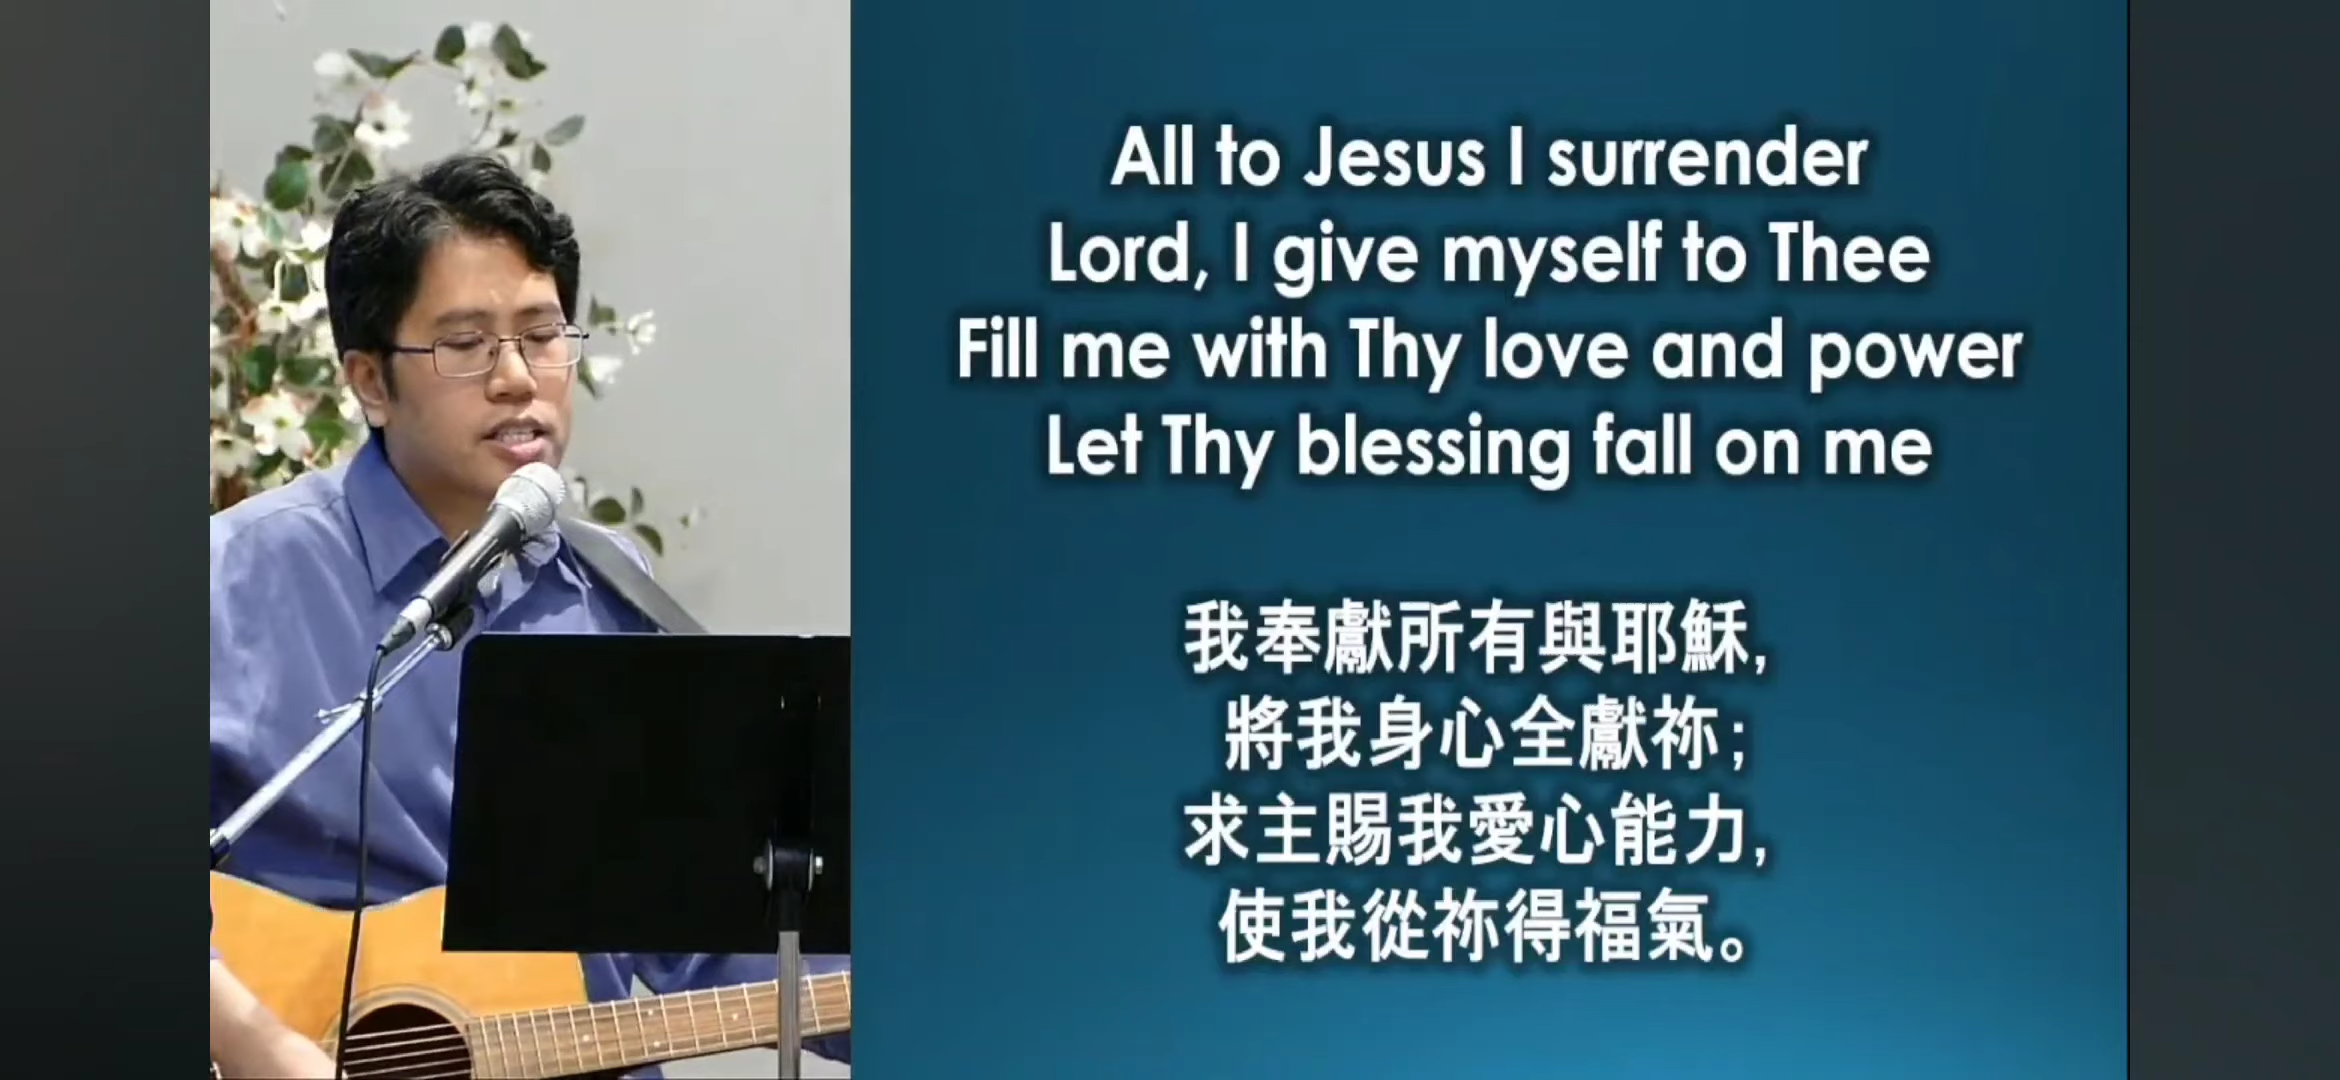 All to Jesus I surrender
Lord, I give myself to Thee
Fill me with Thy love and power
Let Thy blessing fall on me
我奉獻所有與耶穌,
將我身心全獻祢;
求主賜我愛心能力,
使我從祢得福氣。